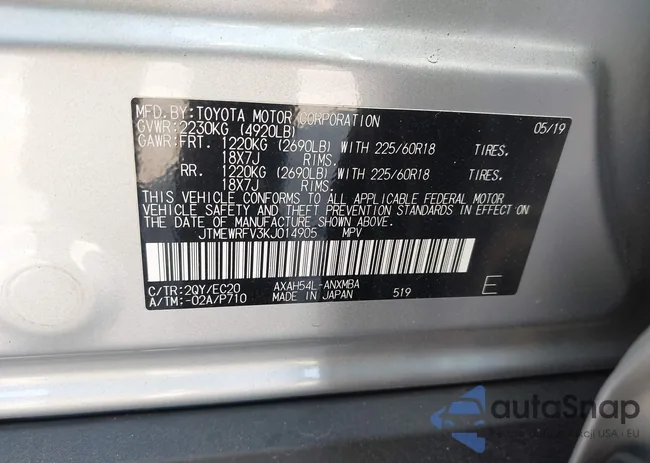 MFD.BY:TOYOTA MOTOR CORPORATION 05/19
GVWR:2230KG (4920LB)
GAWR:FRT. 1220KG (2690LB) WITH 225/60R18 TIRES.
18X7J RIMS.
RR. 1220KG (2690LB) WITH 225/60R18 TIRES.
18X7J RIMS.
THIS VEHICLE CONFORMS TO ALL APPLICABLE FEDERAL MOTOR
VEHICLE SAFETY AND THEFT PREVENTION STANDARDS IN EFFECT ON
THE DATE OF MANUFACTURE SHOWN ABOVE.
JTMEWRFV3KJ014905 MPV
C/TR:2QY/EC20 AXAH54L-ANXMBA
A/TM:-02A/P710 MADE IN JAPAN 519 E
autoSnap
USA - EU